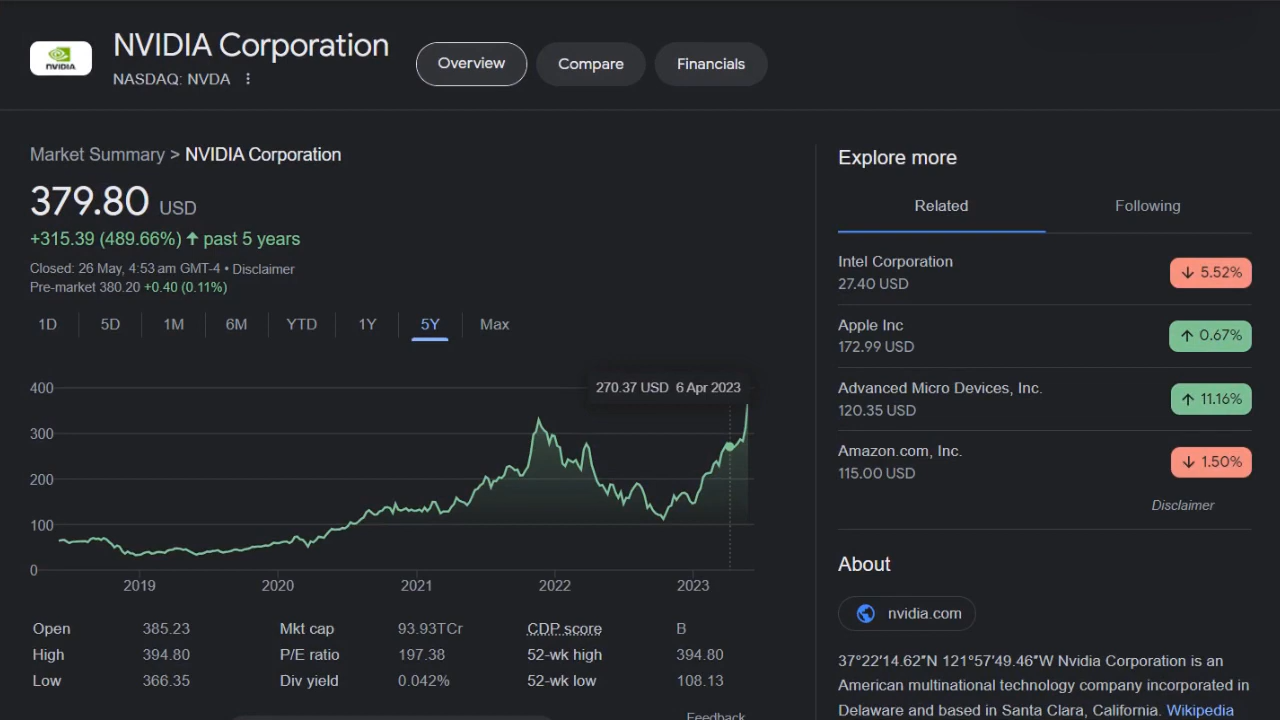 NVIDIA
NVIDIA Corporation
NASDAQ: NVDA
Overview
Compare
Financials
Market Summary > NVIDIA Corporation
379.80 USD
+315.39 (489.66%) ↑ past 5 years
Closed: 26 May, 4:53 am GMT-4 • Disclaimer
Pre-market 380.20 +0.40 (0.11%)
1D 5D 1M 6M YTD 1Y 5Y Max
270.37 USD 6 Apr 2023
400
300
200
100
0
2019 2020 2021 2022 2023
Open 385.23 Mkt cap 93.93TCr CDP score B
High 394.80 P/E ratio 197.38 52-wk high 394.80
Low 366.35 Div yield 0.042% 52-wk low 108.13
Feedback
Explore more
Related Following
Intel Corporation
27.40 USD
↓ 5.52%
Apple Inc
172.99 USD
↑ 0.67%
Advanced Micro Devices, Inc.
120.35 USD
↑ 11.16%
Amazon.com, Inc.
115.00 USD
↓ 1.50%
Disclaimer
About
nvidia.com
37°22′14.62″N 121°57′49.46″W Nvidia Corporation is an
American multinational technology company incorporated in
Delaware and based in Santa Clara, California. Wikipedia